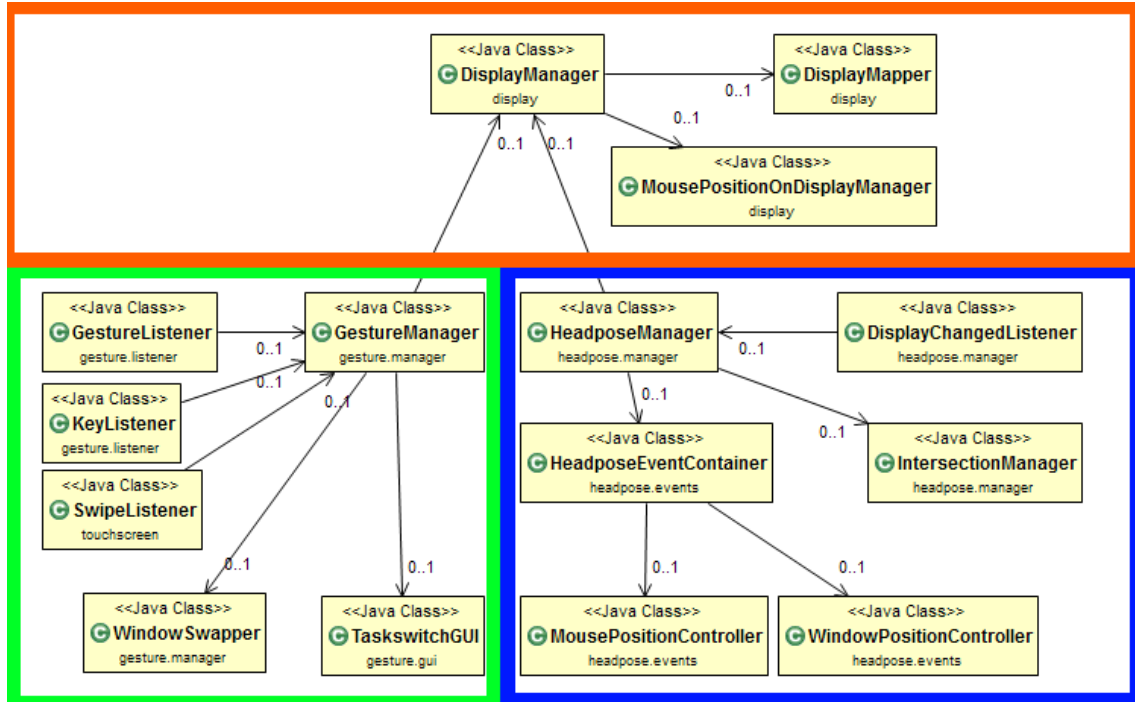 <<Java Class>>
DisplayManager
display
0..1
<<Java Class>>
DisplayMapper
display
0..1
0..1
0..1
<<Java Class>>
MousePositionOnDisplayManager
display
<<Java Class>>
GestureListener
gesture.listener
0..1
<<Java Class>>
GestureManager
gesture.manager
<<Java Class>>
KeyListener
gesture.listener
0..1
<<Java Class>>
SwipeListener
touchscreen
0..1
0..1
0..1
<<Java Class>>
WindowSwapper
gesture.manager
<<Java Class>>
TaskswitchGUI
gesture.gui
<<Java Class>>
HeadposeManager
headpose.manager
0..1
<<Java Class>>
DisplayChangedListener
headpose.manager
0..1
0..1
<<Java Class>>
HeadposeEventContainer
headpose.events
<<Java Class>>
IntersectionManager
headpose.manager
0..1
0..1
<<Java Class>>
MousePositionController
headpose.events
<<Java Class>>
WindowPositionController
headpose.events